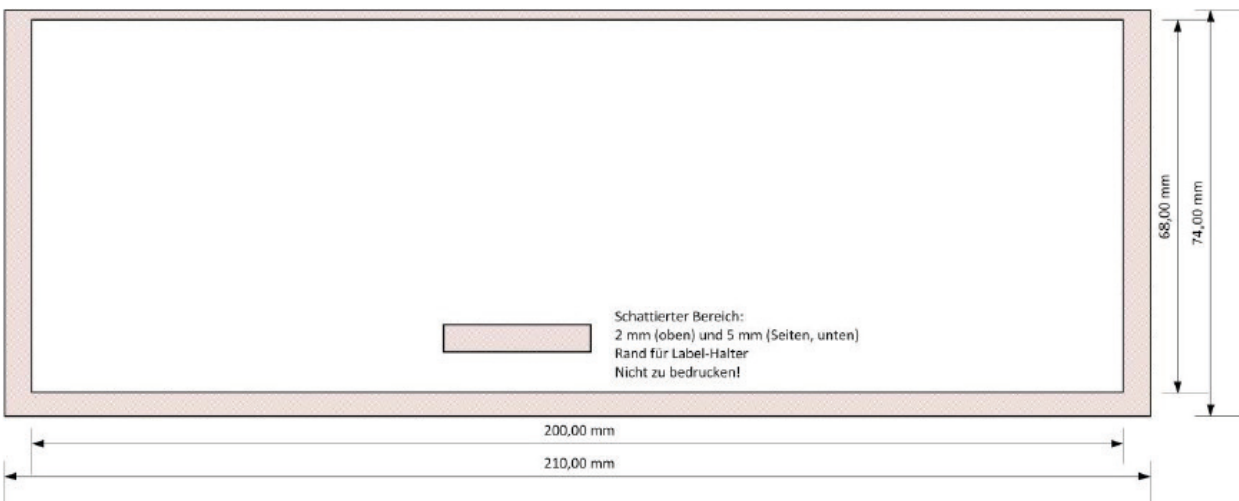 68,00 mm
74,00 mm
Schattierter Bereich:
2 mm (oben) und 5 mm (Seiten, unten)
Rand für Label-Halter
Nicht zu bedrucken!
200,00 mm
210,00 mm